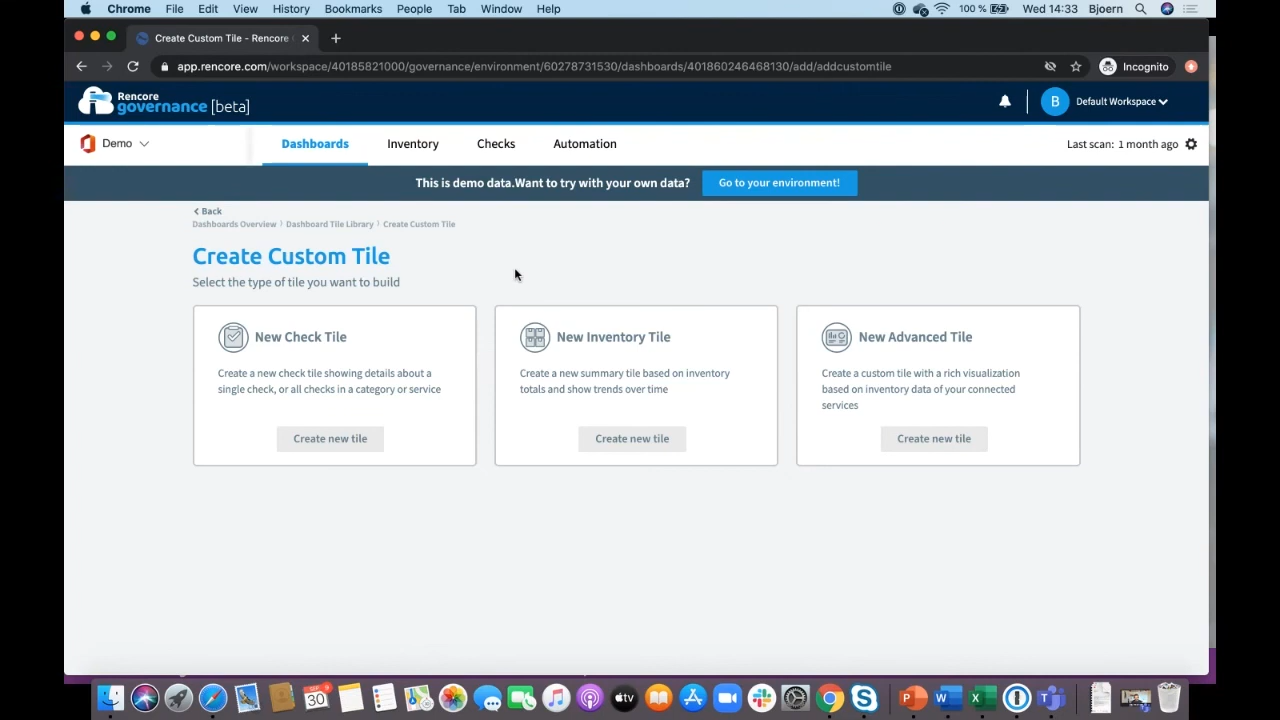 Chrome File Edit View History Bookmarks People Tab Window Help 100 % Wed 14:33 Bjoern
Create Custom Tile - Rencore
app.rencore.com/workspace/40185821000/governance/environment/60278731530/dashboards/401860246468130/add/addcustomtile Incognito
Rencore
governance [beta]
B Default Workspace
Demo Dashboards Inventory Checks Automation Last scan: 1 month ago
This is demo data.Want to try with your own data? Go to your environment!
Back
Dashboards Overview Dashboard Tile Library Create Custom Tile
Create Custom Tile
Select the type of tile you want to build
New Check Tile
Create a new check tile showing details about a
single check, or all checks in a category or service
Create new tile
New Inventory Tile
Create a new summary tile based on inventory
totals and show trends over time
Create new tile
New Advanced Tile
Create a custom tile with a rich visualization
based on inventory data of your connected
services
Create new tile
30
tv